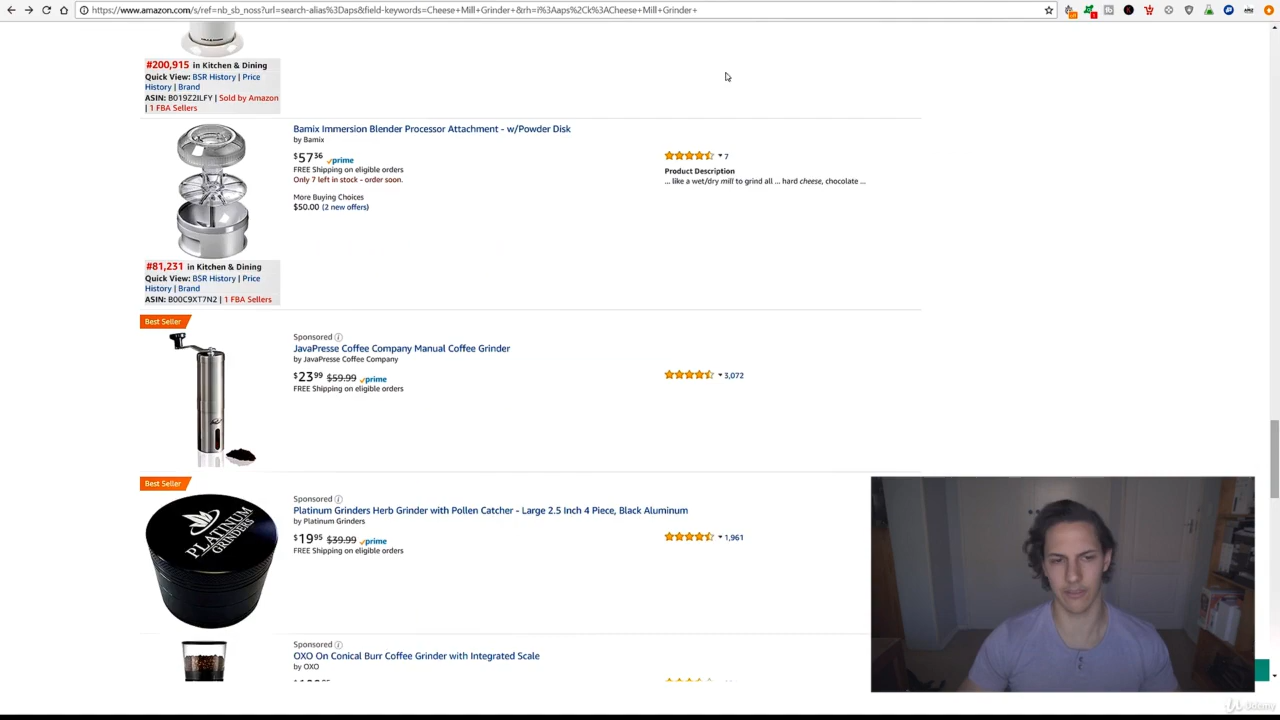 https://www.amazon.com/s/ref=nb_sb_noss?url=search-alias%3Daps&field-keywords=Cheese+Mill+Grinder+&rh=i%3Aaps%2Ck%3ACheese+Mill+Grinder+
#200,915 in Kitchen & Dining
Quick View: BSR History | Price
History | Brand
ASIN: B019Z2ILFY | Sold by Amazon
| 1 FBA Sellers
Bamix Immersion Blender Processor Attachment - w/Powder Disk
by Bamix
$57.36 prime
FREE Shipping on eligible orders
Only 7 left in stock - order soon.
More Buying Choices
$50.00 (2 new offers)
7
Product Description
... like a wet/dry mill to grind all ... hard cheese, chocolate ...
#81,231 in Kitchen & Dining
Quick View: BSR History | Price
History | Brand
ASIN: B00C9XT7N2 | 1 FBA Sellers
Best Seller
Sponsored
JavaPresse Coffee Company Manual Coffee Grinder
by JavaPresse Coffee Company
$23.99 $59.99 prime
FREE Shipping on eligible orders
3,072
Best Seller
Sponsored
Platinum Grinders Herb Grinder with Pollen Catcher - Large 2.5 Inch 4 Piece, Black Aluminum
by Platinum Grinders
$19.95 $39.99 prime
FREE Shipping on eligible orders
1,961
PLATINUM
GRINDERS
Sponsored
OXO On Conical Burr Coffee Grinder with Integrated Scale
by OXO
Udemy